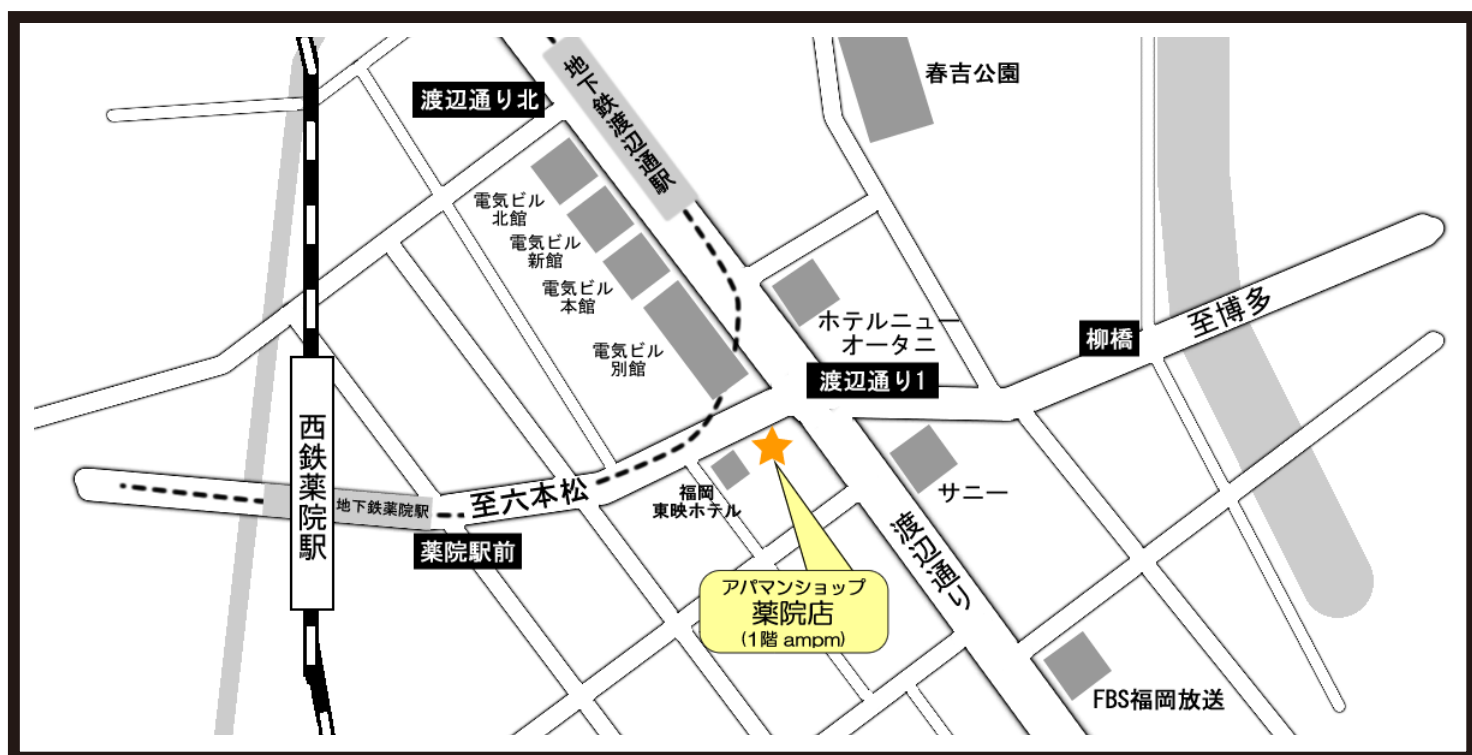 春吉公園
渡辺通り北
地下鉄渡辺通駅
電気ビル
北館
電気ビル
新館
電気ビル
本館
電気ビル
別館
ホテルニュ
オータニ
渡辺通り1
柳橋
至博多
西鉄薬院駅
地下鉄薬院駅
至六本松
薬院駅前
福岡
東映ホテル
サニー
渡辺通り
アパマンショップ
薬院店
(1階 ampm)
FBS福岡放送